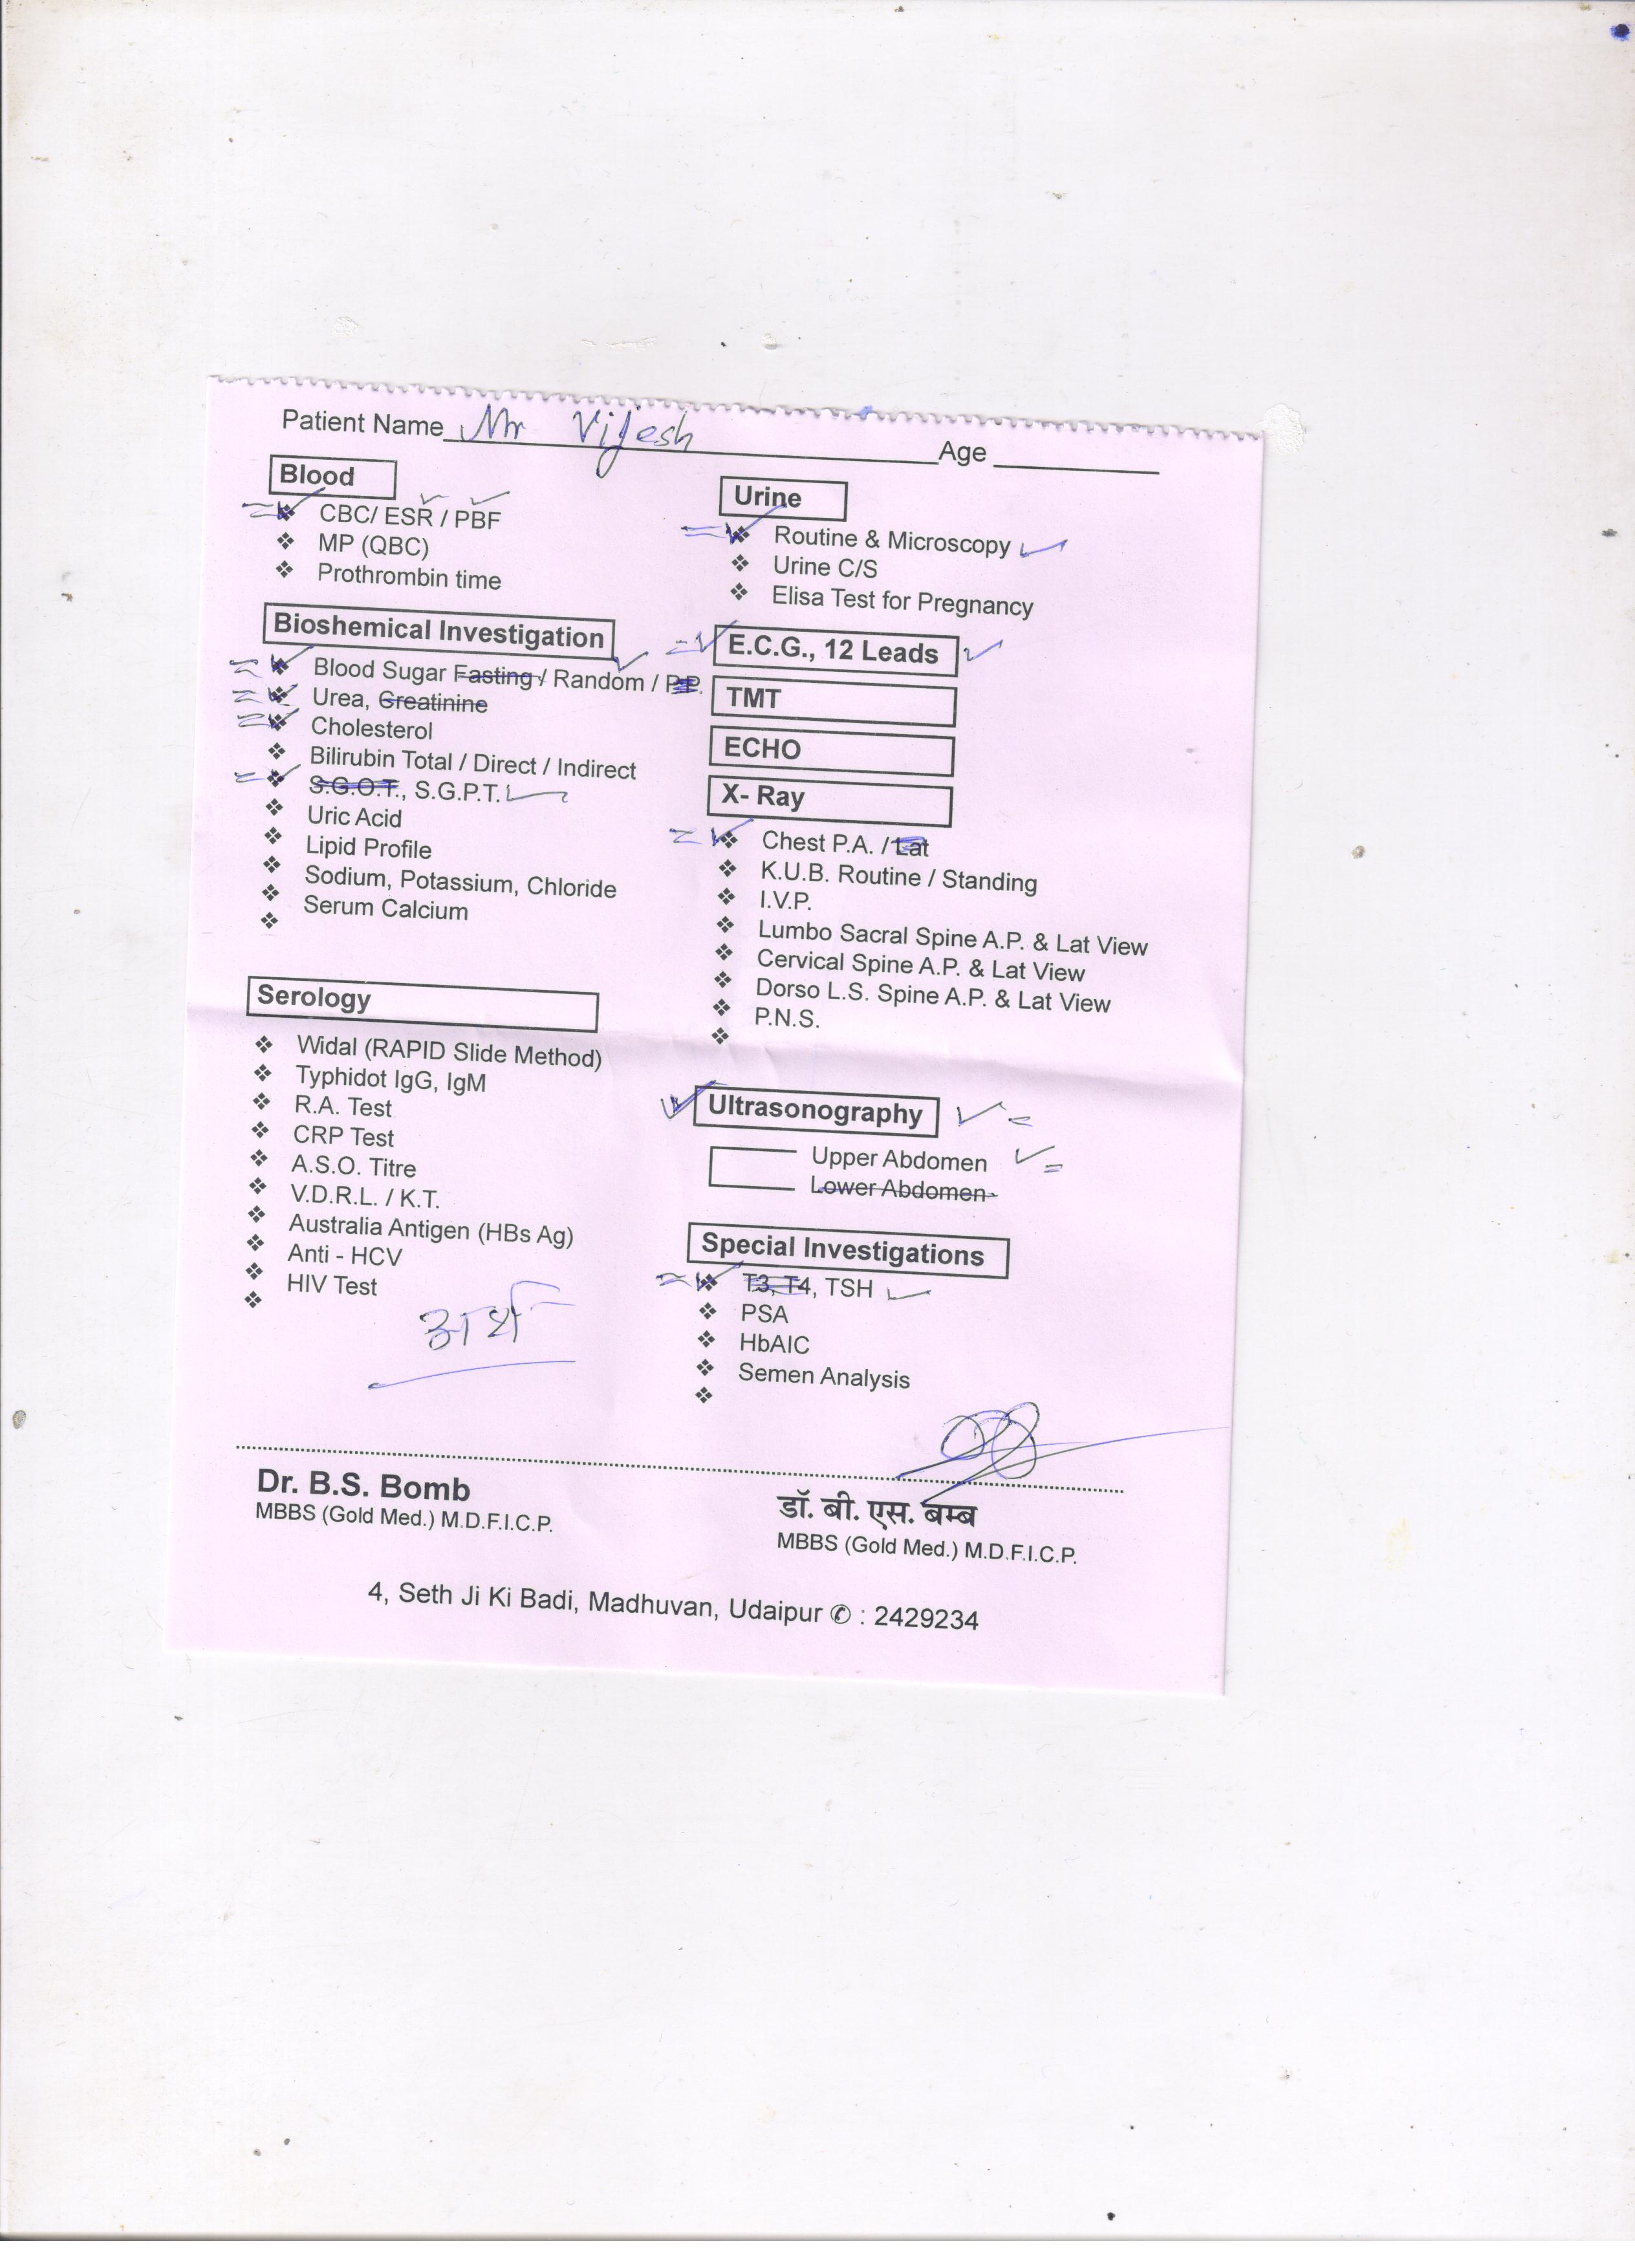 Patient Name Mr Vijesh Age
Blood
CBC/ ESR / PBF
MP (QBC)
Prothrombin time
Bioshemical Investigation
Blood Sugar Fasting / Random / P.P.
Urea, Creatinine
Cholesterol
Bilirubin Total / Direct / Indirect
S.G.O.T., S.G.P.T.
Uric Acid
Lipid Profile
Sodium, Potassium, Chloride
Serum Calcium
Serology
Widal (RAPID Slide Method)
Typhidot IgG, IgM
R.A. Test
CRP Test
A.S.O. Titre
V.D.R.L. / K.T.
Australia Antigen (HBs Ag)
Anti - HCV
HIV Test
अर्थ
Urine
Routine & Microscopy
Urine C/S
Elisa Test for Pregnancy
E.C.G., 12 Leads
TMT
ECHO
X- Ray
Chest P.A. / Lat
K.U.B. Routine / Standing
I.V.P.
Lumbo Sacral Spine A.P. & Lat View
Cervical Spine A.P. & Lat View
Dorso L.S. Spine A.P. & Lat View
P.N.S.
Ultrasonography
Upper Abdomen
Lower Abdomen
Special Investigations
T3, T4, TSH
PSA
HbAIC
Semen Analysis
Dr. B.S. Bomb
MBBS (Gold Med.) M.D.F.I.C.P.
डॉ. बी. एस. बम्ब
MBBS (Gold Med.) M.D.F.I.C.P.
4, Seth Ji Ki Badi, Madhuvan, Udaipur ✆ : 2429234